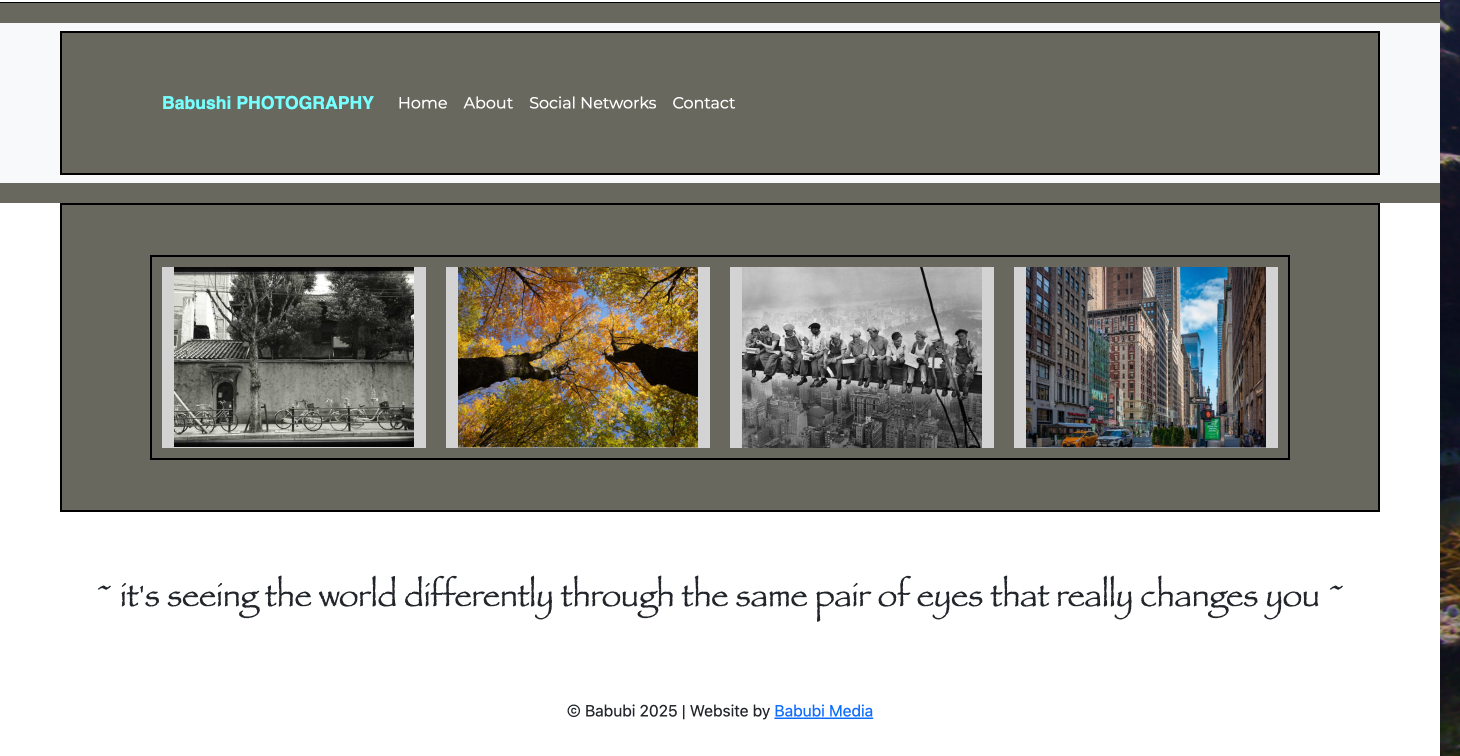 Babushi PHOTOGRAPHY Home About Social Networks Contact
~ it's seeing the world differently through the same pair of eyes that really changes you ~
© Babubi 2025 | Website by Babubi Media